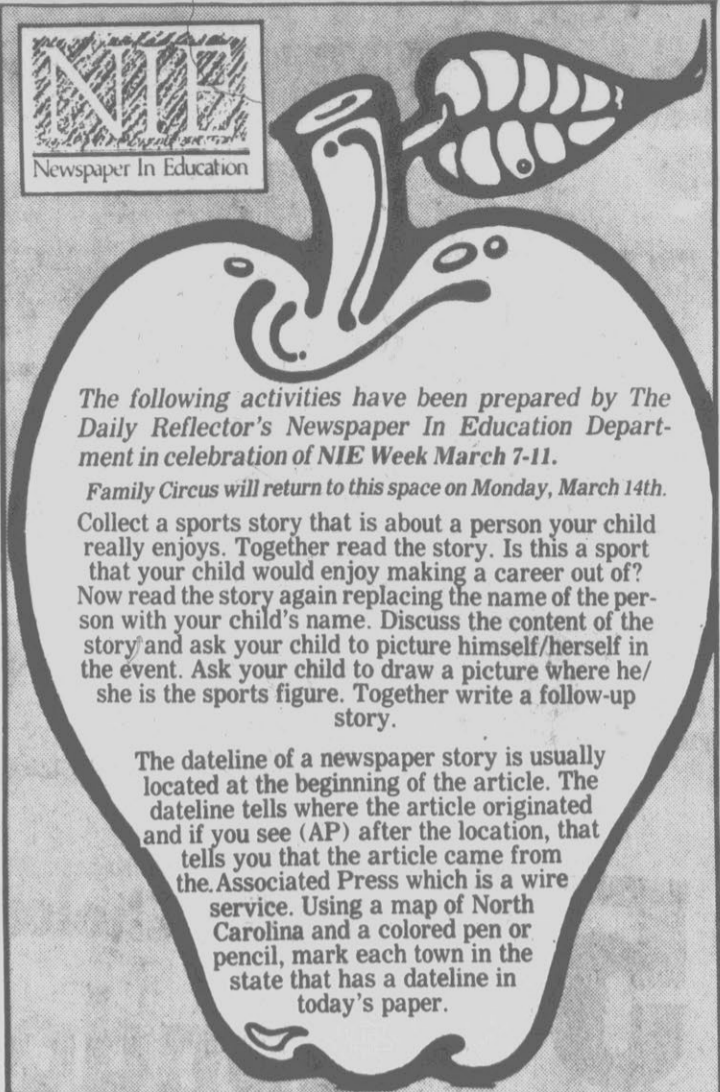 NIE
Newspaper In Education
The following activities have been prepared by The
Daily Reflector's Newspaper In Education Depart-
ment in celebration of NIE Week March 7-11.
Family Circus will return to this space on Monday, March 14th.
Collect a sports story that is about a person your child
really enjoys. Together read the story. Is this a sport
that your child would enjoy making a career out of?
Now read the story again replacing the name of the per-
son with your child's name. Discuss the content of the
story and ask your child to picture himself/herself in
the event. Ask your child to draw a picture where he/
she is the sports figure. Together write a follow-up
story.
The dateline of a newspaper story is usually
located at the beginning of the article. The
dateline tells where the article originated
and if you see (AP) after the location, that
tells you that the article came from
the Associated Press which is a wire
service. Using a map of North
Carolina and a colored pen or
pencil, mark each town in the
state that has a dateline in
today's paper.